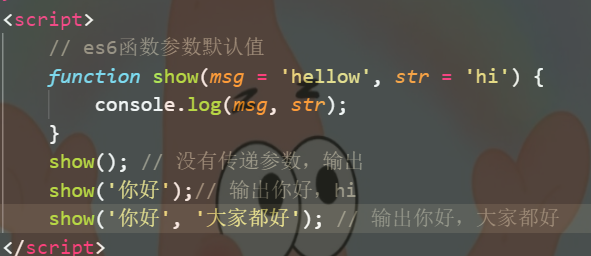 <script>
// es6函数参数默认值
function show(msg = 'hellow', str = 'hi') {
console.log(msg, str);
}
show(); // 没有传递参数，输出
show('你好');// 输出你好，hi
show('你好', '大家都好'); // 输出你好，大家都好
</script>